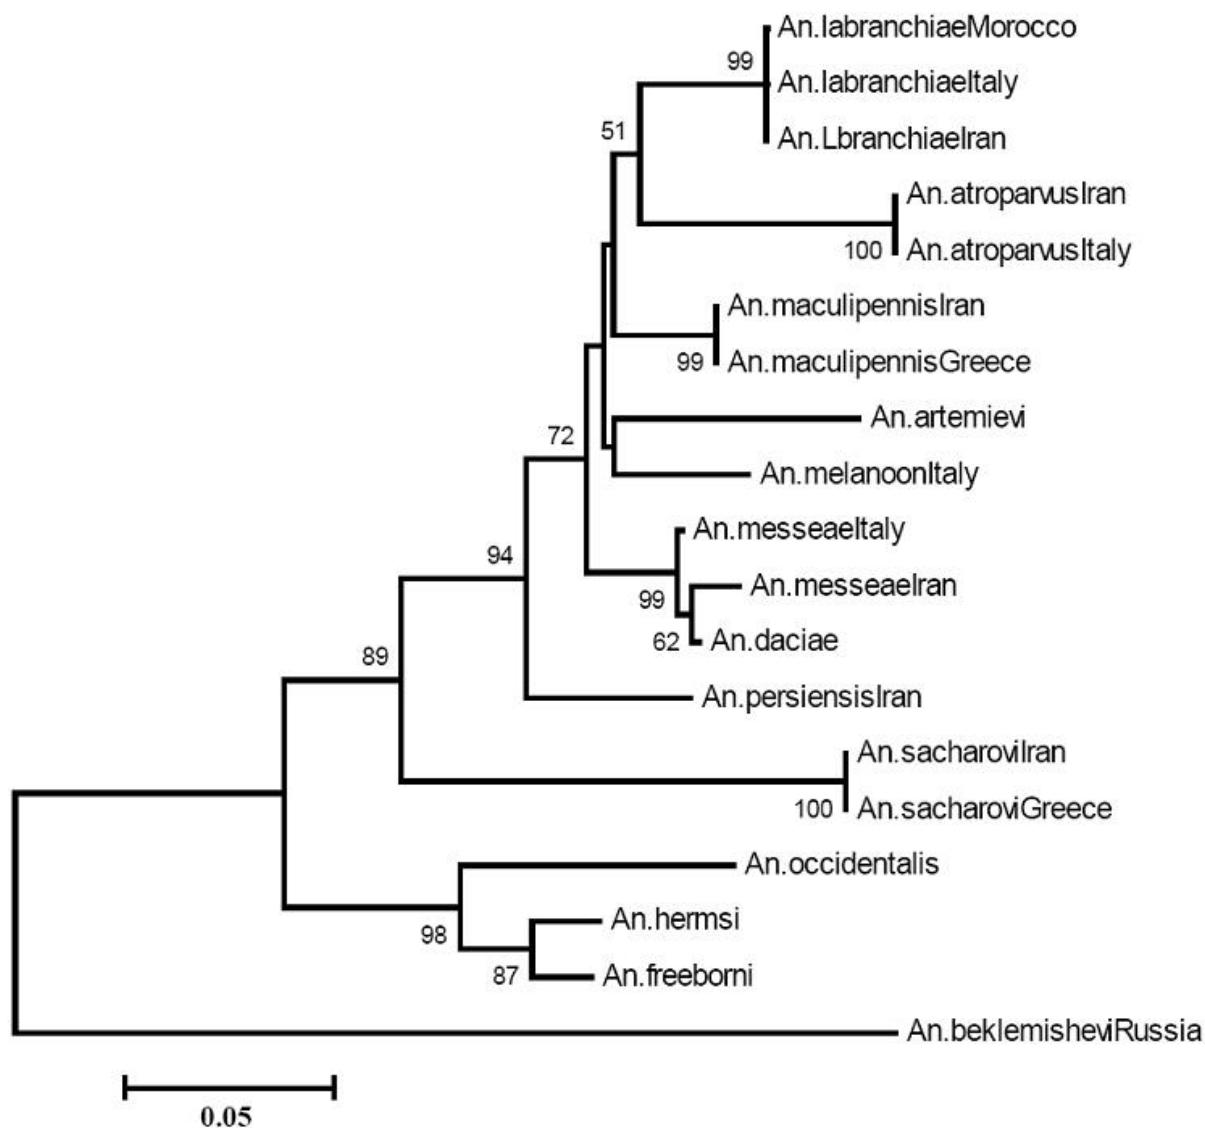 An.labranchiaeMorocco
99
An.labranchiaeItaly
51
An.LbranchiaeIran
An.atroparvusIran
100
An.atroparvusItaly
An.maculipennisIran
99
An.maculipennisGreece
An.artemievi
72
An.melanoonItaly
An.messeaeItaly
94
An.messeaeIran
99
62
An.daciae
89
An.persiensisIran
An.sacharoviIran
100
An.sacharoviGreece
An.occidentalis
An.hermsi
98
87
An.freeborni
An.beklemisheviRussia
0.05